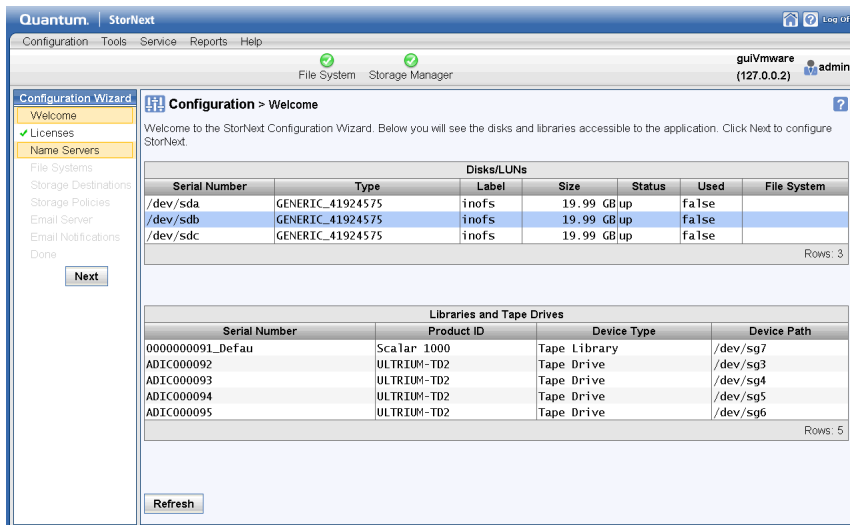 Quantum. StorNext Log Of
Configuration Tools Service Reports Help
File System Storage Manager
guiVmware
(127.0.0.2)
admin
Configuration Wizard
Welcome
Licenses
Name Servers
File Systems
Storage Destinations
Storage Policies
Email Server
Email Notifications
Done
Next
Configuration > Welcome ?
Welcome to the StorNext Configuration Wizard. Below you will see the disks and libraries accessible to the application. Click Next to configure
StorNext.
Disks/LUNs
Serial Number Type Label Size Status Used File System
/dev/sda GENERIC_41924575 inofs 19.99 GB up false
/dev/sdb GENERIC_41924575 inofs 19.99 GB up false
/dev/sdc GENERIC_41924575 inofs 19.99 GB up false
Rows: 3
Libraries and Tape Drives
Serial Number Product ID Device Type Device Path
0000000091_Defau Scalar 1000 Tape Library /dev/sg7
ADIC000092 ULTRIUM-TD2 Tape Drive /dev/sg3
ADIC000093 ULTRIUM-TD2 Tape Drive /dev/sg4
ADIC000094 ULTRIUM-TD2 Tape Drive /dev/sg5
ADIC000095 ULTRIUM-TD2 Tape Drive /dev/sg6
Rows: 5
Refresh